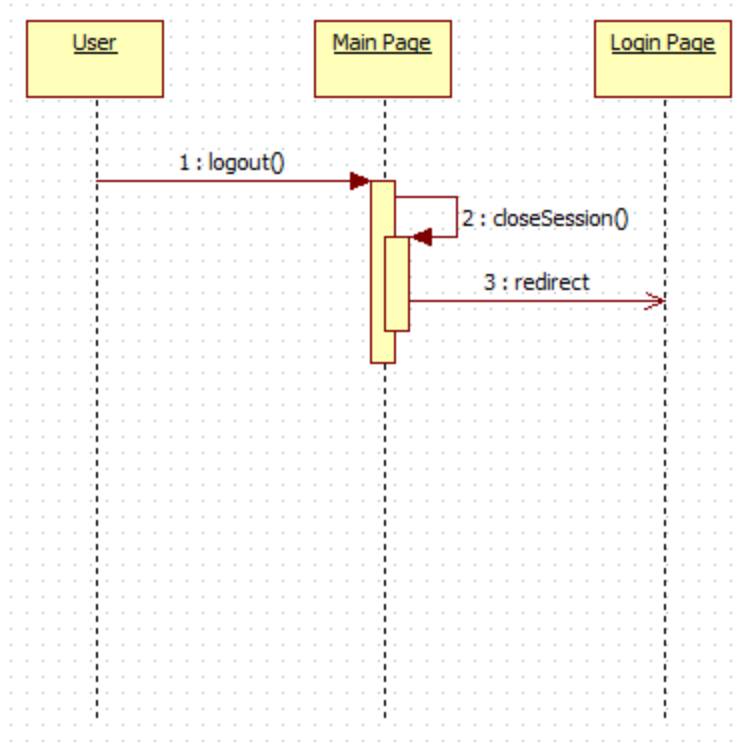 User
Main Page
Login Page
1 : logout()
2 : closeSession()
3 : redirect